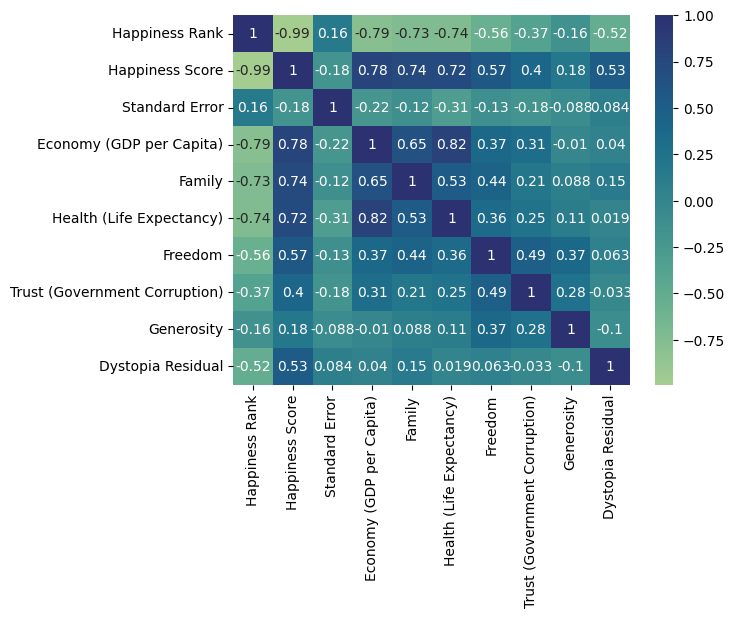 Happiness Rank 1 -0.99 0.16 -0.79 -0.73 -0.74 -0.56 -0.37 -0.16 -0.52
Happiness Score -0.99 1 -0.18 0.78 0.74 0.72 0.57 0.4 0.18 0.53
Standard Error 0.16 -0.18 1 -0.22 -0.12 -0.31 -0.13 -0.18 -0.088 0.084
Economy (GDP per Capita) -0.79 0.78 -0.22 1 0.65 0.82 0.37 0.31 -0.01 0.04
Family -0.73 0.74 -0.12 0.65 1 0.53 0.44 0.21 0.088 0.15
Health (Life Expectancy) -0.74 0.72 -0.31 0.82 0.53 1 0.36 0.25 0.11 0.019
Freedom -0.56 0.57 -0.13 0.37 0.44 0.36 1 0.49 0.37 0.063
Trust (Government Corruption) -0.37 0.4 -0.18 0.31 0.21 0.25 0.49 1 0.28 -0.033
Generosity -0.16 0.18 -0.088 -0.01 0.088 0.11 0.37 0.28 1 -0.1
Dystopia Residual -0.52 0.53 0.084 0.04 0.15 0.019 0.063 -0.033 -0.1 1
Happiness Rank
Happiness Score
Standard Error
Economy (GDP per Capita)
Family
Health (Life Expectancy)
Freedom
Trust (Government Corruption)
Generosity
Dystopia Residual
1.00
0.75
0.50
0.25
0.00
-0.25
-0.50
-0.75